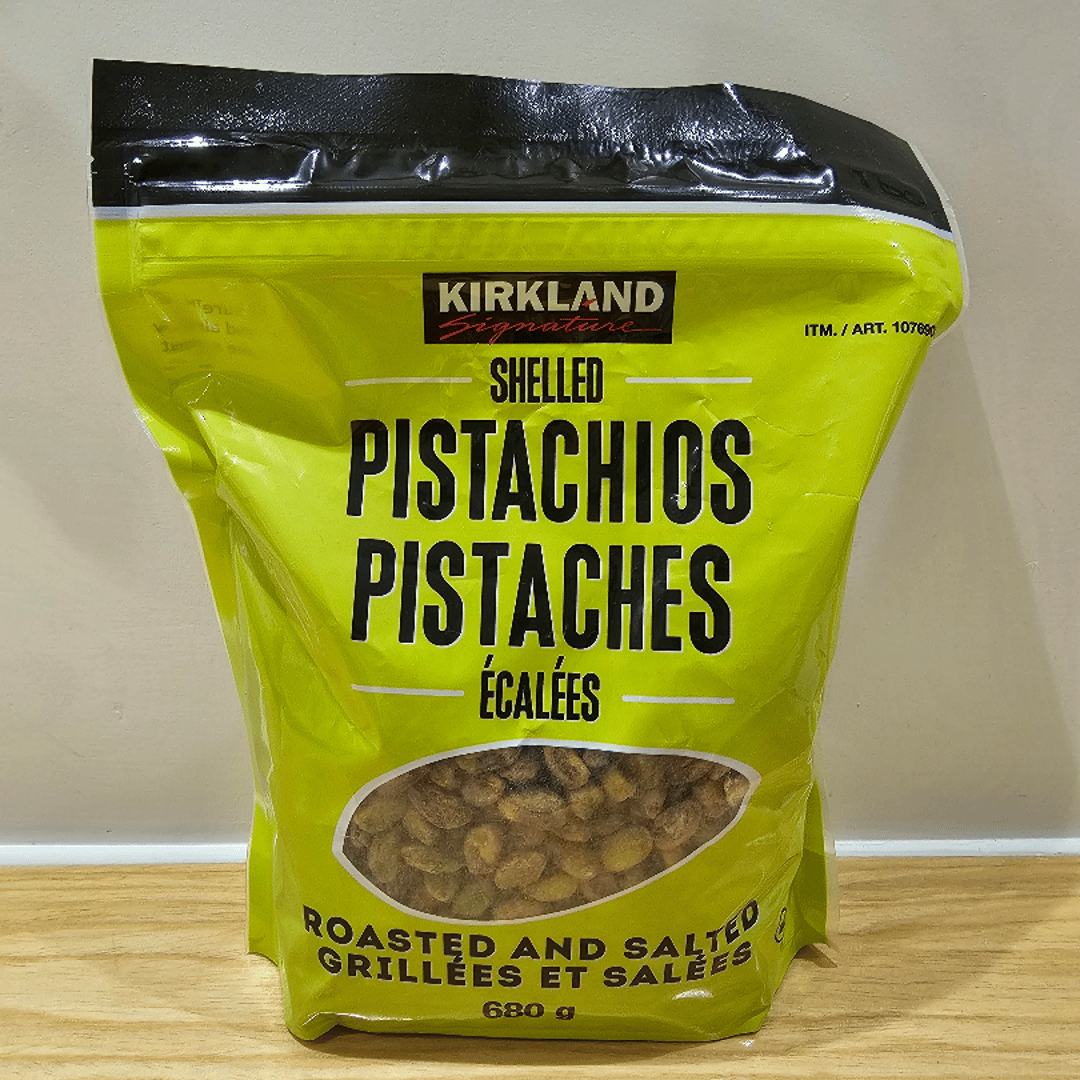 KIRKLAND
Signature
ITM. / ART. 107690
SHELLED
PISTACHIOS
PISTACHES
ÉCALÉES
ROASTED AND SALTED
GRILLÉES ET SALÉES
680 g